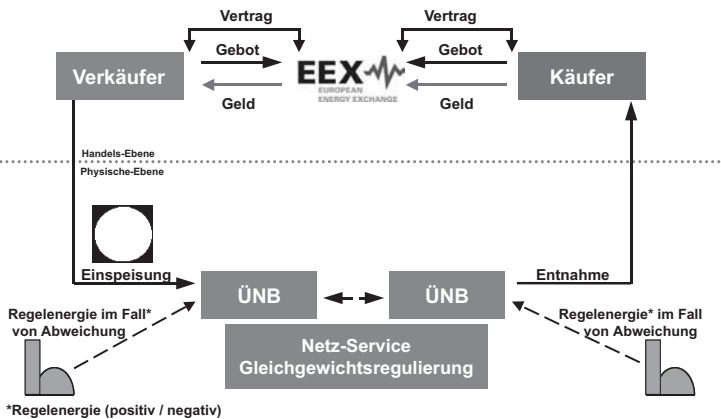 Vertrag
Vertrag
Gebot
Gebot
Verkäufer
EEX
EUROPEAN
ENERGY EXCHANGE
Käufer
Geld
Geld
Handels-Ebene
Physische-Ebene
Einspeisung
Entnahme
ÜNB
ÜNB
Regelenergie im Fall*
von Abweichung
Regelenergie* im Fall
von Abweichung
Netz-Service
Gleichgewichtsregulierung
*Regelenergie (positiv / negativ)